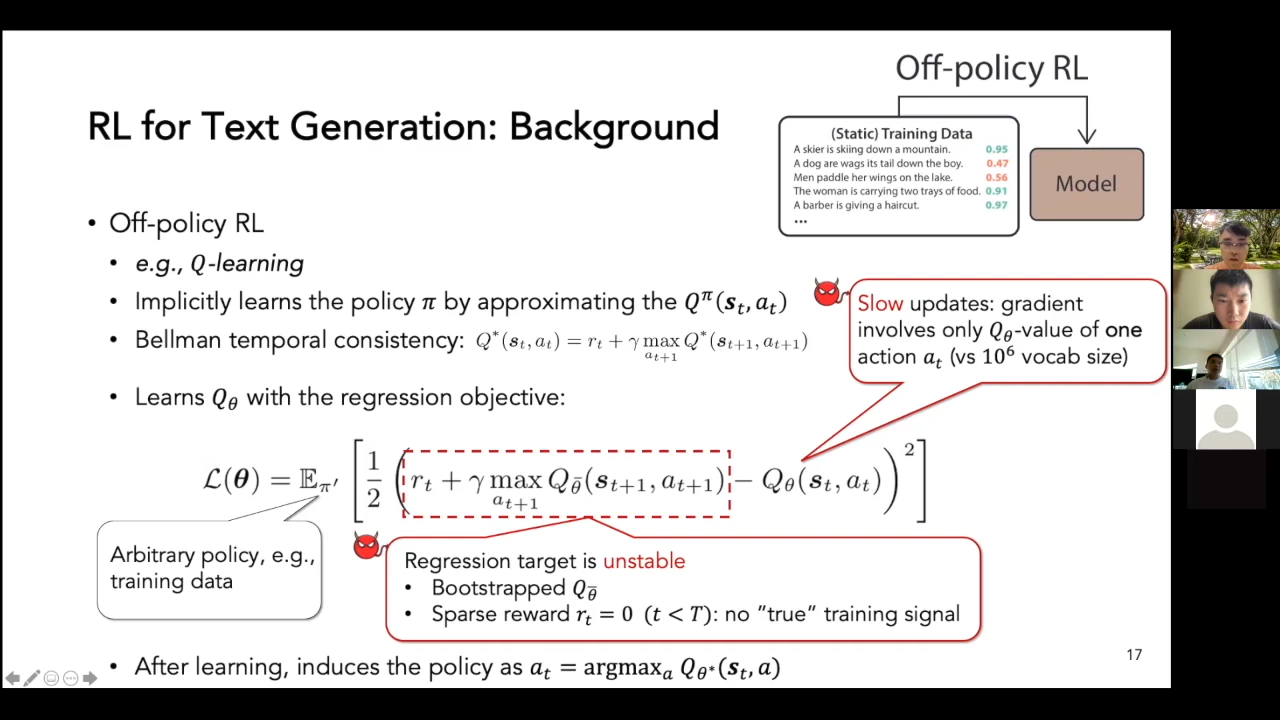 Off-policy RL
RL for Text Generation: Background
(Static) Training Data
A skier is skiing down a mountain. 0.95
A dog are wags its tail down the boy. 0.47
Men paddle her wings on the lake. 0.56
The woman is carrying two trays of food. 0.91
A barber is giving a haircut. 0.97
...
Model
• Off-policy RL
• e.g., Q-learning
• Implicitly learns the policy π by approximating the Q^π(s_t, a_t)
• Bellman temporal consistency: Q*(s_t, a_t) = r_t + γ max_{a_{t+1}} Q*(s_{t+1}, a_{t+1})
Slow updates: gradient
involves only Q_θ-value of one
action a_t (vs 10^6 vocab size)
• Learns Q_θ with the regression objective:
L(θ) = E_{π'} [ 1/2 ( r_t + γ max_{a_{t+1}} Q_{θ̄}(s_{t+1}, a_{t+1}) − Q_θ(s_t, a_t) )^2 ]
Arbitrary policy, e.g.,
training data
Regression target is unstable
• Bootstrapped Q_{θ̄}
• Sparse reward r_t = 0 (t < T): no "true" training signal
• After learning, induces the policy as a_t = argmax_a Q_{θ*}(s_t, a)
17